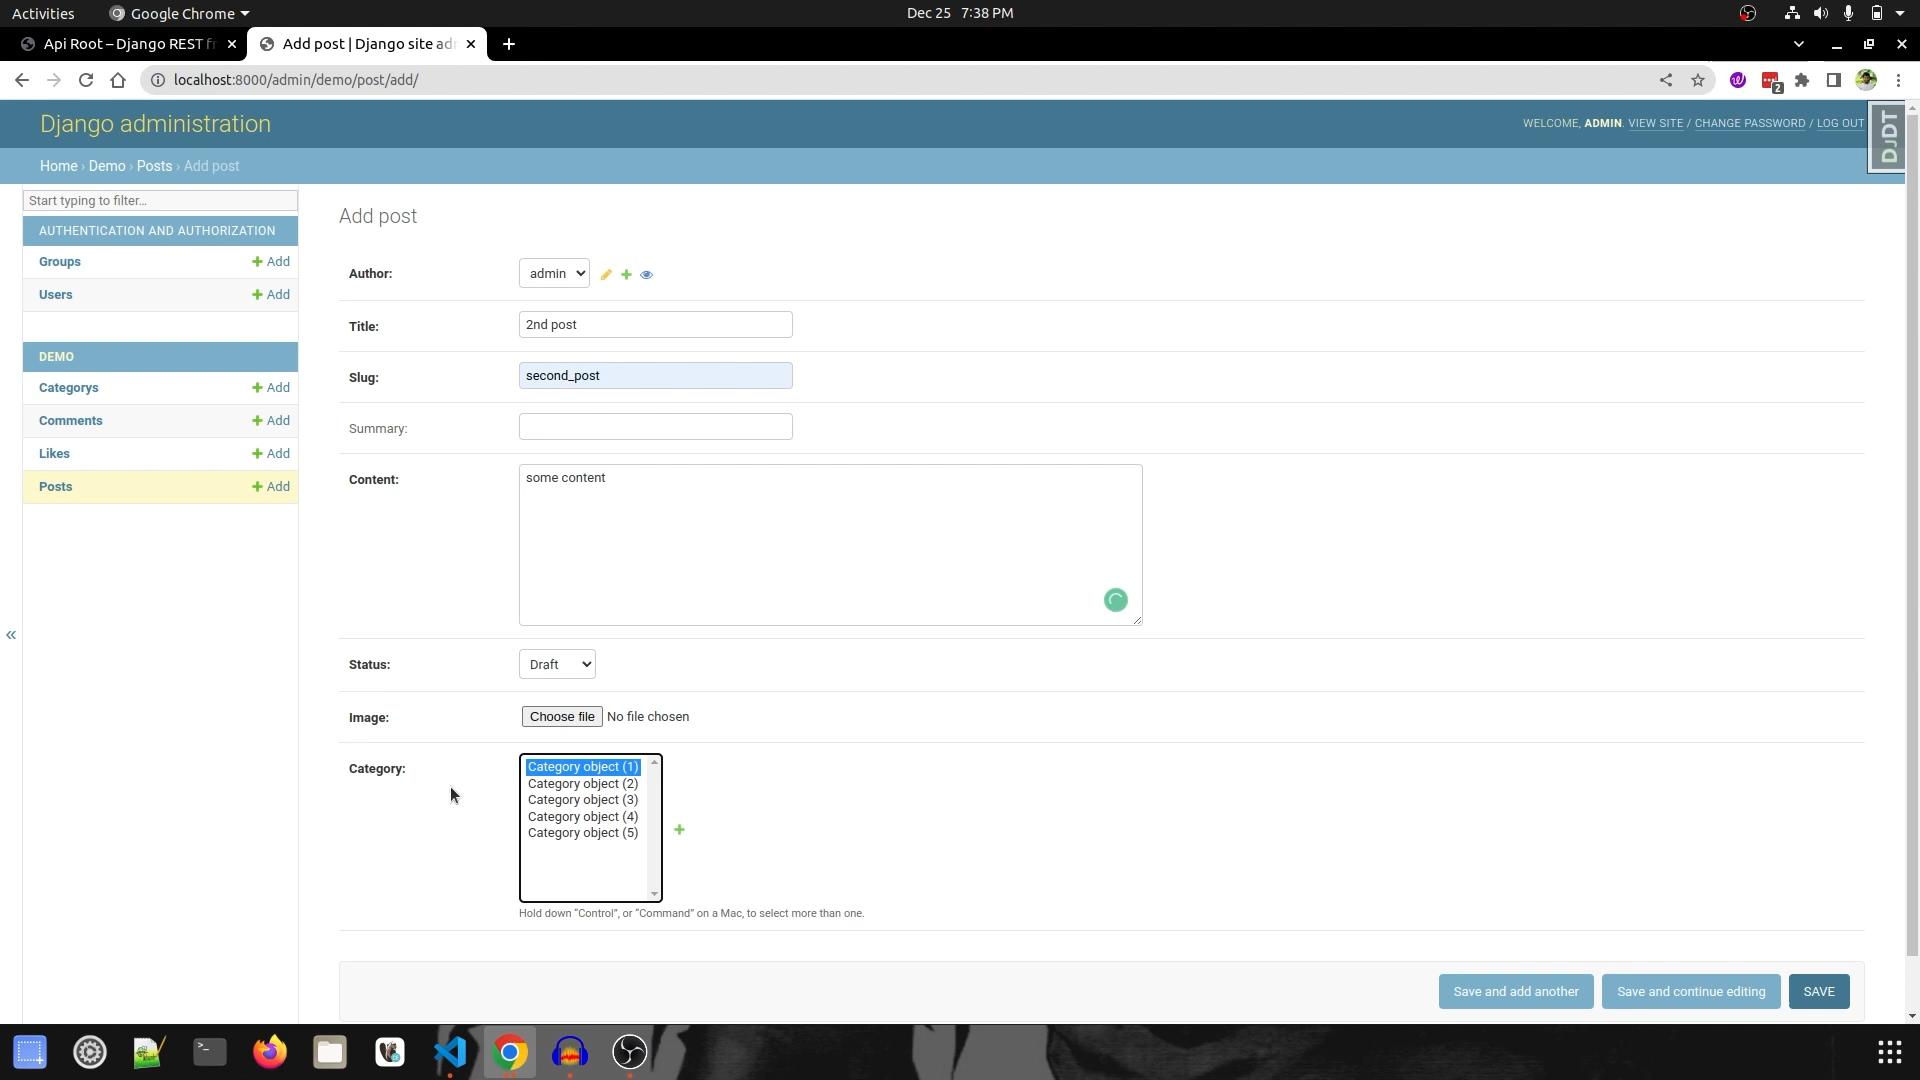 Activities
Google Chrome
Dec 25 7:38 PM
Api Root – Django REST fr
Add post | Django site adm
localhost:8000/admin/demo/post/add/
2
Django administration
WELCOME, ADMIN. VIEW SITE / CHANGE PASSWORD / LOG OUT
DJDT
Home › Demo › Posts › Add post
Start typing to filter...
AUTHENTICATION AND AUTHORIZATION
Groups
Add
Users
Add
DEMO
Categorys
Add
Comments
Add
Likes
Add
Posts
Add
«
Add post
Author:
admin
Title:
2nd post
Slug:
second_post
Summary:
Content:
some content
Status:
Draft
Image:
Choose file No file chosen
Category:
Category object (1)
Category object (2)
Category object (3)
Category object (4)
Category object (5)
Hold down “Control”, or “Command” on a Mac, to select more than one.
Save and add another
Save and continue editing
SAVE